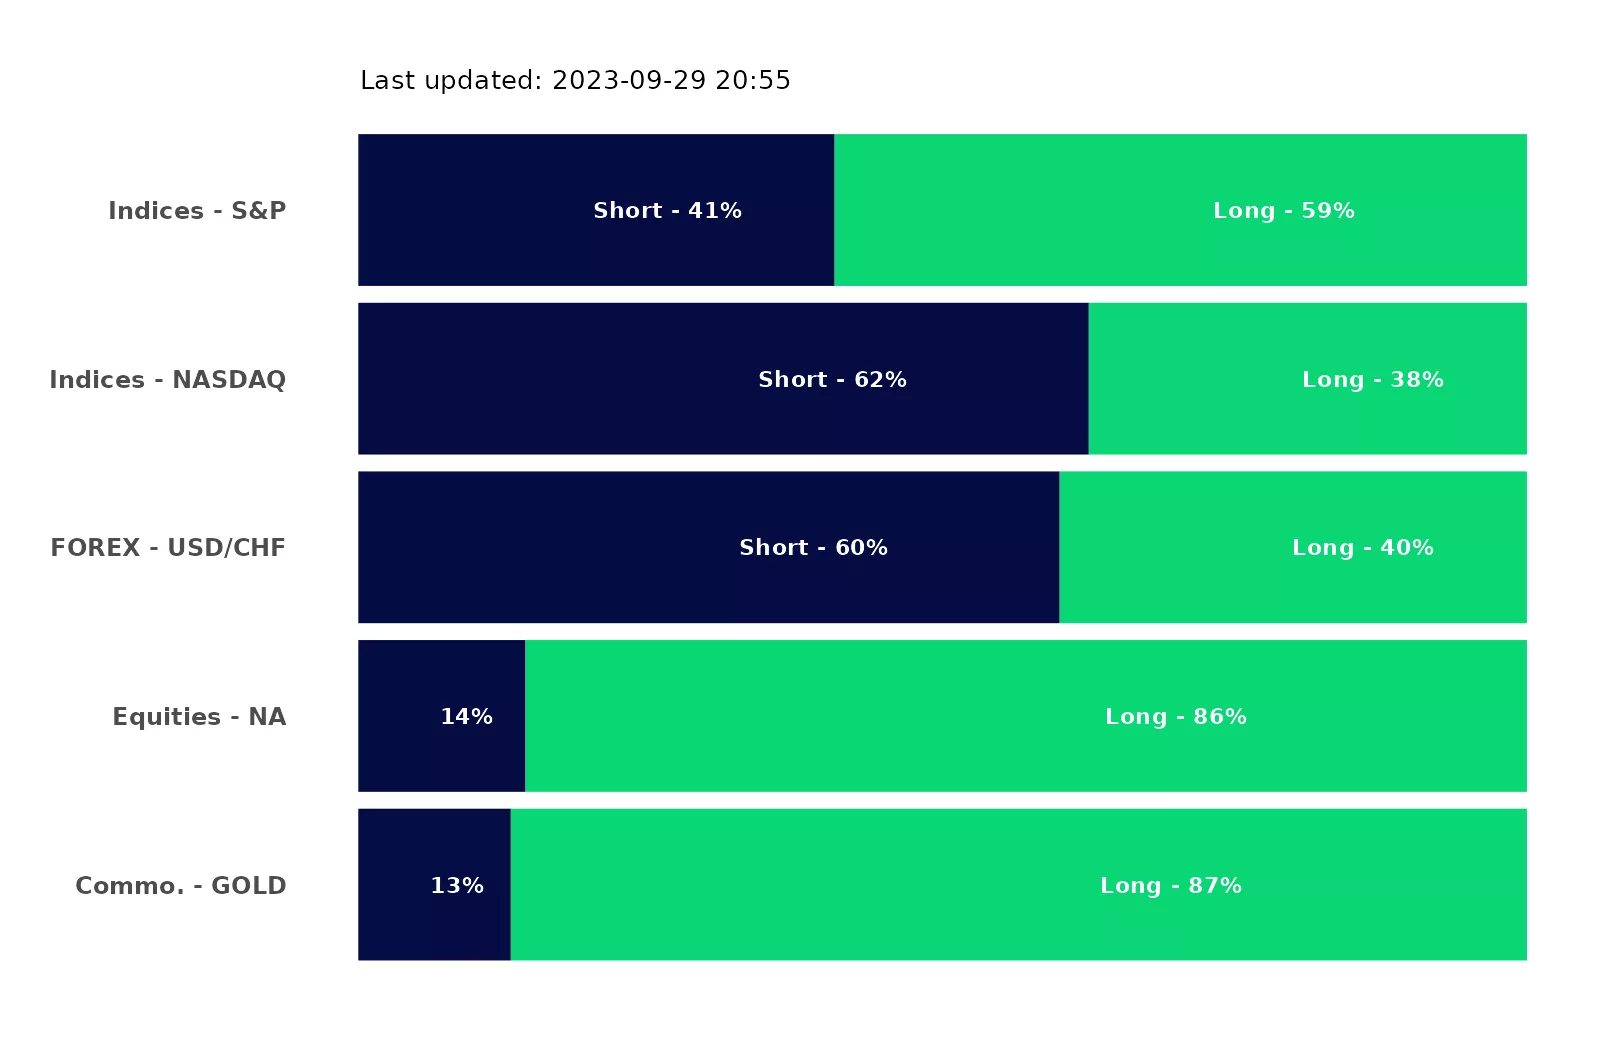 Last updated: 2023-09-29 20:55
Indices - S&P Short - 41% Long - 59%
Indices - NASDAQ Short - 62% Long - 38%
FOREX - USD/CHF Short - 60% Long - 40%
Equities - NA 14% Long - 86%
Commo. - GOLD 13% Long - 87%